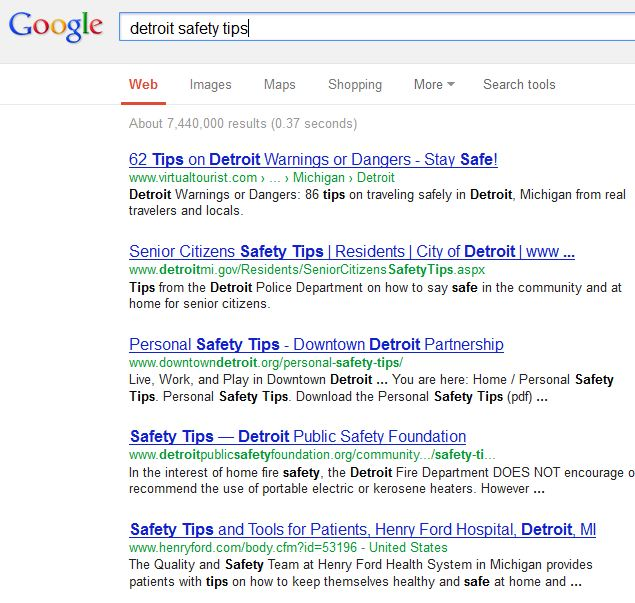 Google
detroit safety tips
Web Images Maps Shopping More Search tools
About 7,440,000 results (0.37 seconds)
62 Tips on Detroit Warnings or Dangers - Stay Safe!
www.virtualtourist.com › ... › Michigan › Detroit
Detroit Warnings or Dangers: 86 tips on traveling safely in Detroit, Michigan from real
travelers and locals.
Senior Citizens Safety Tips | Residents | City of Detroit | www ...
www.detroitmi.gov/Residents/SeniorCitizensSafetyTips.aspx
Tips from the Detroit Police Department on how to say safe in the community and at
home for senior citizens.
Personal Safety Tips - Downtown Detroit Partnership
www.downtowndetroit.org/personal-safety-tips/
Live, Work, and Play in Downtown Detroit ... You are here: Home / Personal Safety
Tips. Personal Safety Tips. Download the Personal Safety Tips (pdf) ...
Safety Tips — Detroit Public Safety Foundation
www.detroitpublicsafetyfoundation.org/community.../safety-ti...
In the interest of home fire safety, the Detroit Fire Department DOES NOT encourage o
recommend the use of portable electric or kerosene heaters. However ...
Safety Tips and Tools for Patients, Henry Ford Hospital, Detroit, MI
www.henryford.com/body.cfm?id=53196 - United States
The Quality and Safety Team at Henry Ford Health System in Michigan provides
patients with tips on how to keep themselves healthy and safe at home and ...